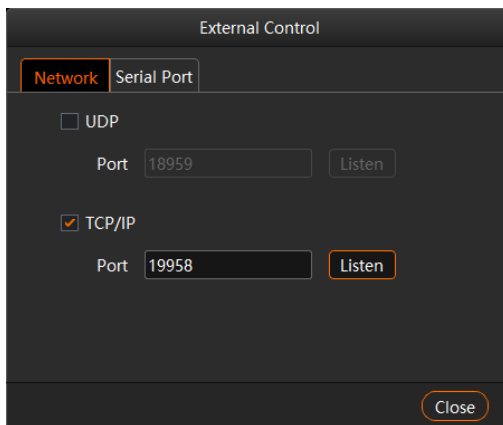 External Control
Network Serial Port
UDP
Port 18959 Listen
TCP/IP
Port 19958 Listen
Close